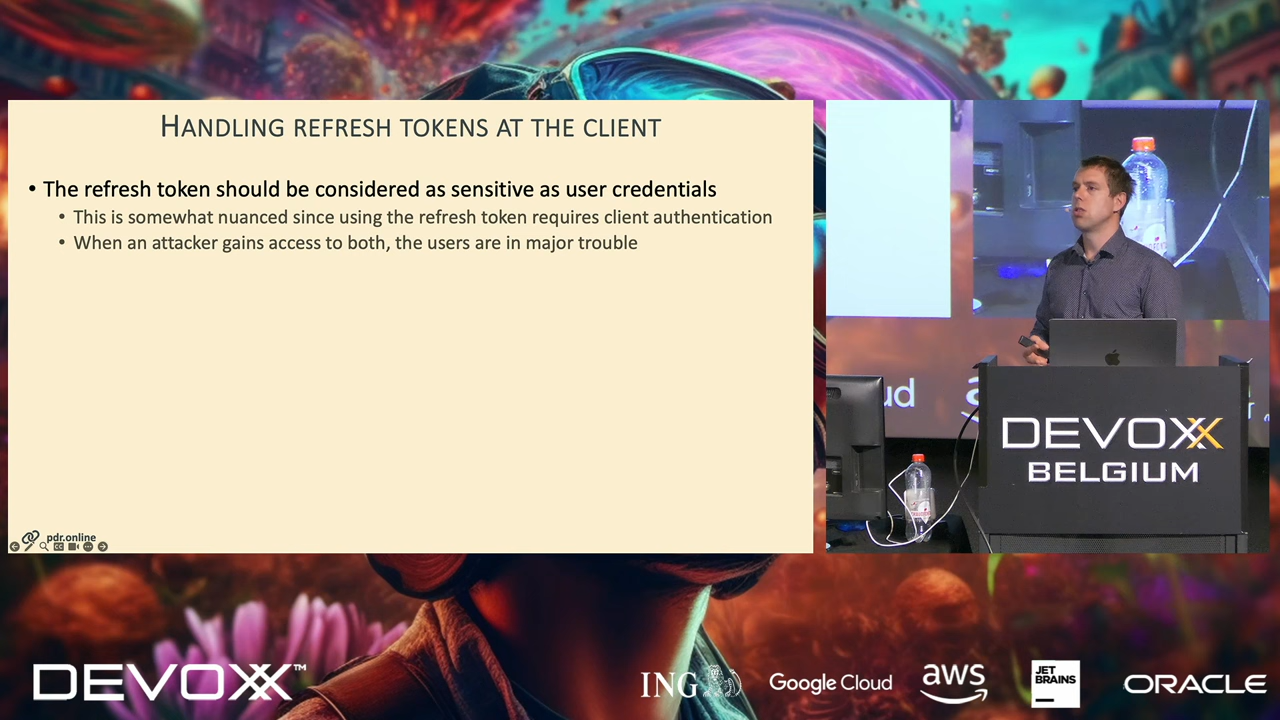 HANDLING REFRESH TOKENS AT THE CLIENT
• The refresh token should be considered as sensitive as user credentials
• This is somewhat nuanced since using the refresh token requires client authentication
• When an attacker gains access to both, the users are in major trouble
pdr.online
ud
DEVOXX
BELGIUM
DEVOXX™
ING
Google Cloud
aws
JET
BRAINS
ORACLE